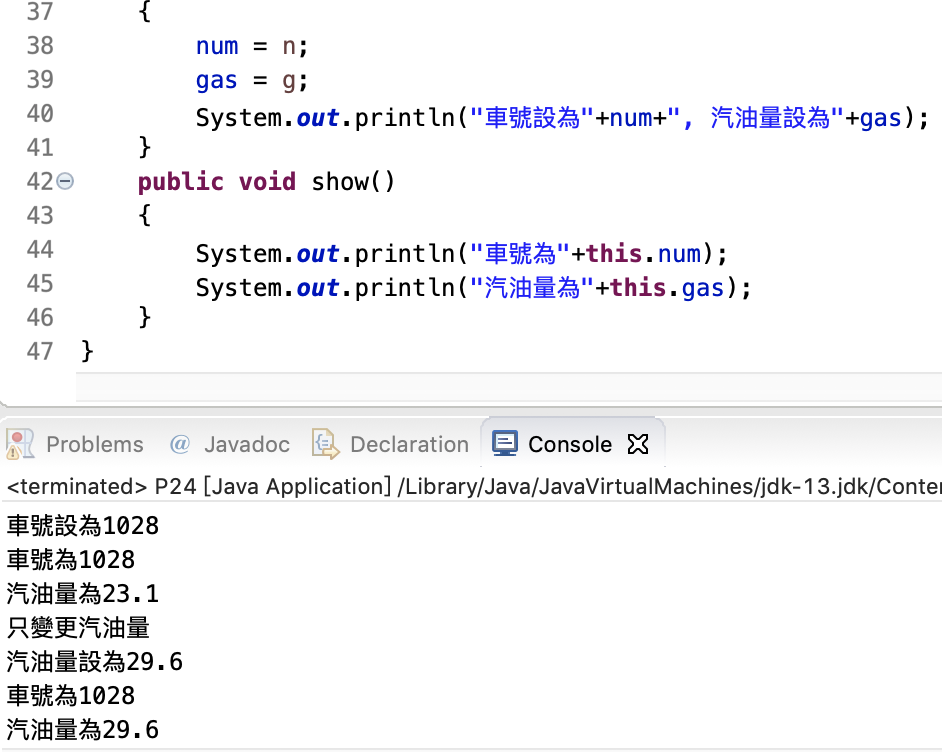 37 {
38 num = n;
39 gas = g;
40 System.out.println("車號設為"+num+", 汽油量設為"+gas);
41 }
42 public void show()
43 {
44 System.out.println("車號為"+this.num);
45 System.out.println("汽油量為"+this.gas);
46 }
47 }
Problems @ Javadoc Declaration Console
<terminated> P24 [Java Application] /Library/Java/JavaVirtualMachines/jdk-13.jdk/Conter
車號設為1028
車號為1028
汽油量為23.1
只變更汽油量
汽油量設為29.6
車號為1028
汽油量為29.6